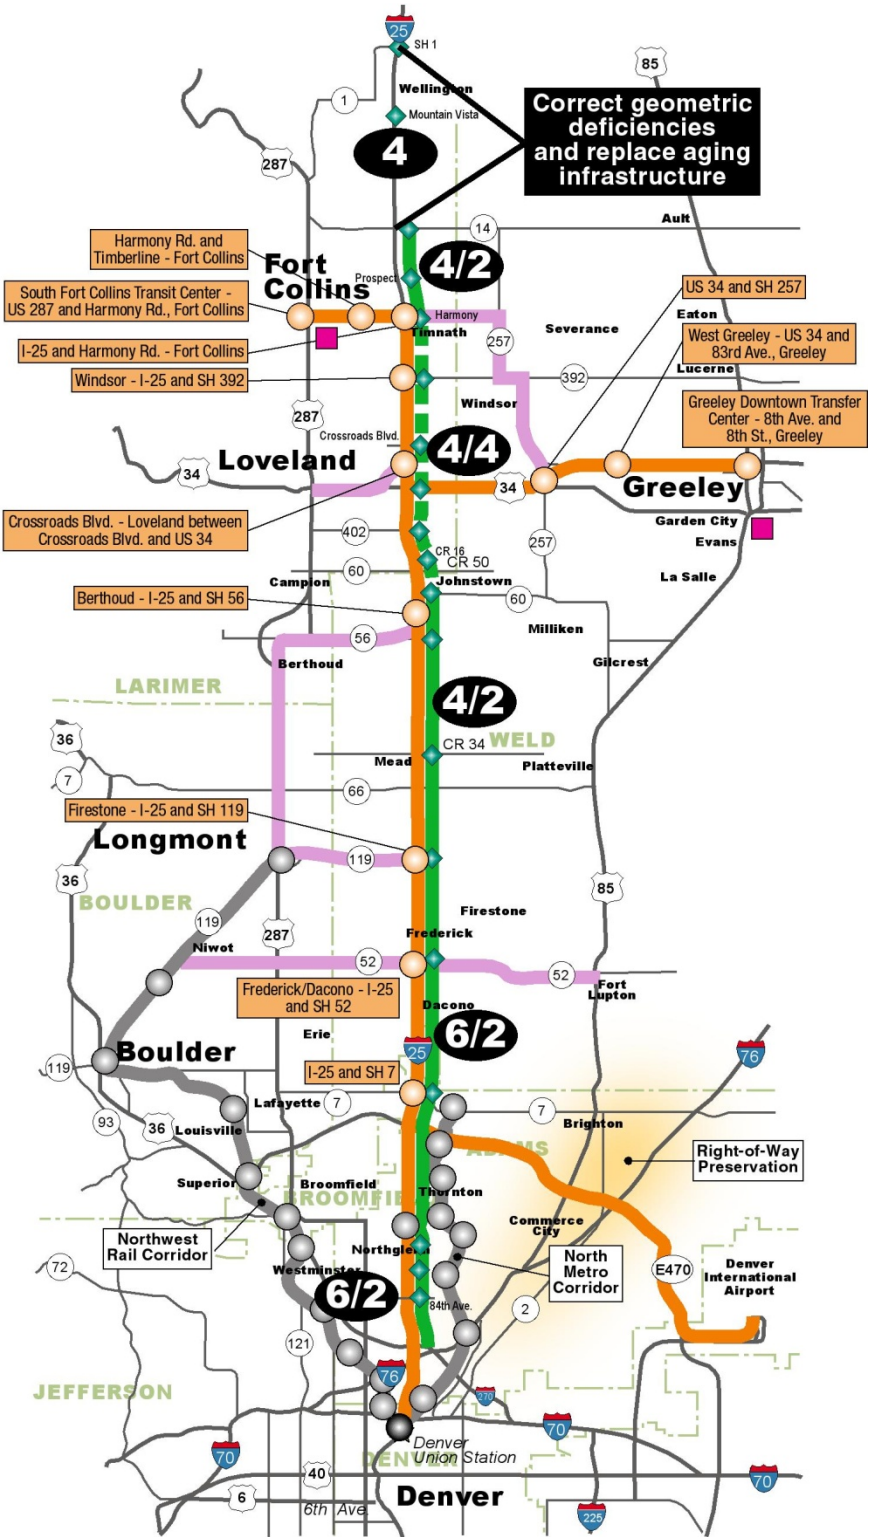 25
SH 1
85
Wellington
1
Mountain Vista
Correct geometric
deficiencies
and replace aging
infrastructure
4
287
Ault
14
Harmony Rd. and
Timberline - Fort Collins
Fort
Collins
4/2
Prospect
US 34 and SH 257
South Fort Collins Transit Center -
US 287 and Harmony Rd., Fort Collins
Harmony
Eaton
Timnath
257
Severance
West Greeley - US 34 and
83rd Ave., Greeley
I-25 and Harmony Rd. - Fort Collins
Lucerne
Windsor - I-25 and SH 392
392
287
Windsor
Greeley Downtown Transfer
Center - 8th Ave. and
8th St., Greeley
Crossroads Blvd.
4/4
Loveland
34
34
Greeley
Crossroads Blvd. - Loveland between
Crossroads Blvd. and US 34
402
Garden City
257
Evans
CR 16
CR 50
60
Campion
Johnstown
La Salle
Berthoud - I-25 and SH 56
60
56
Milliken
Berthoud
Gilcrest
LARIMER
4/2
36
CR 34
WELD
Mead
Platteville
7
66
Firestone - I-25 and SH 119
Longmont
119
36
85
BOULDER
Firestone
119
287
Frederick
Niwot
52
52
Fort
Lupton
Frederick/Dacono - I-25
and SH 52
Dacono
Erie
6/2
25
Boulder
76
119
I-25 and SH 7
Lafayette
7
7
93
36
Louisville
Brighton
ADAMS
Right-of-Way
Preservation
Superior
Broomfield
BROOMFIEL
Thornton
Commerce
City
Northwest
Rail Corridor
Northglenn
North
Metro
Corridor
72
Westminster
E470
Denver
International
Airport
6/2
84th Ave.
2
121
76
270
JEFFERSON
70
70
Denver
Union Station
DENVER
40
70
6
6th Ave.
Denver
225